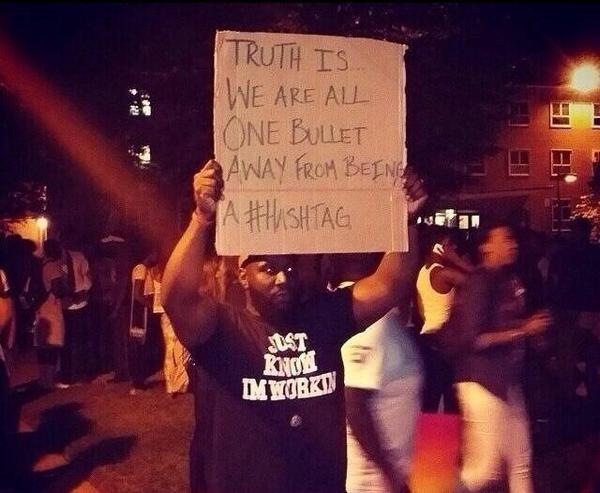 TRUTH IS...
WE ARE ALL
ONE BULLET
AWAY FROM BEING
A #HASHTAG
JUST
KNOW
IM WORKIN